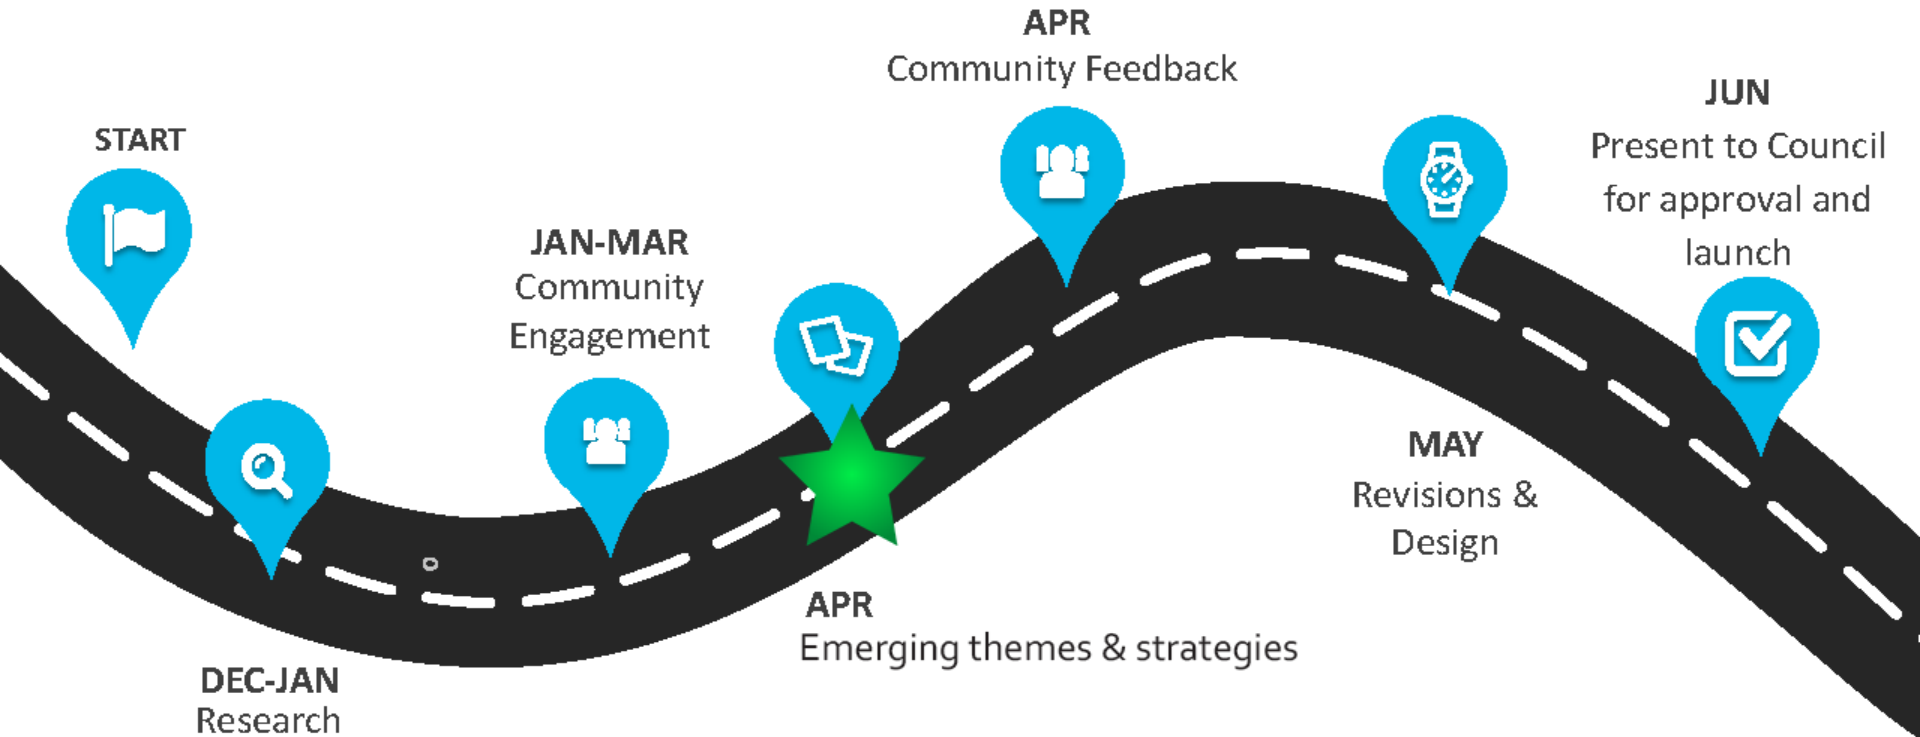 START
DEC-JAN
Research
JAN-MAR
Community
Engagement
APR
Emerging themes & strategies
APR
Community Feedback
MAY
Revisions &
Design
JUN
Present to Council
for approval and
launch